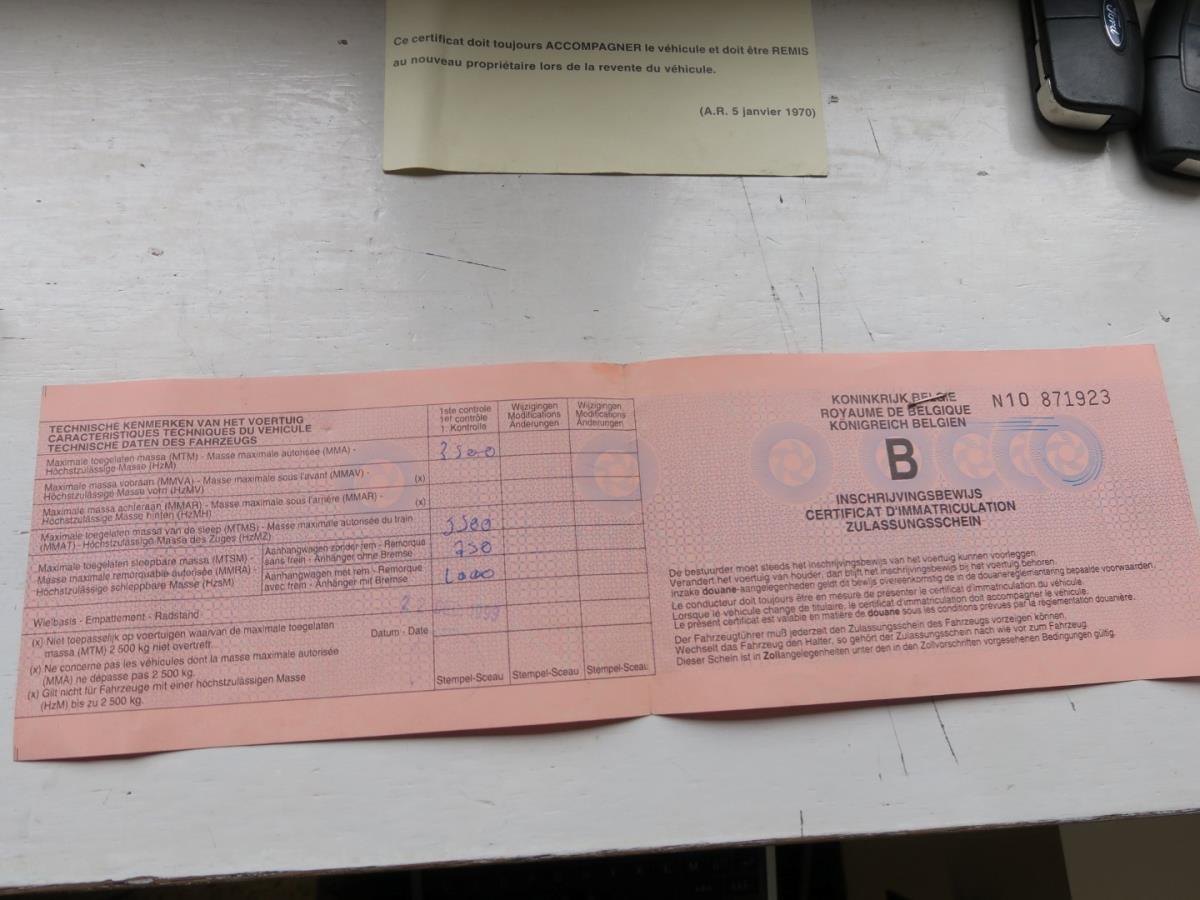 Ce certificat doit toujours ACCOMPAGNER le véhicule et doit être REMIS
au nouveau propriétaire lors de la revente du véhicule.
(A.R. 5 janvier 1970)
Ford
TECHNISCHE KENMERKEN VAN HET VOERTUIG
CARACTERISTIQUES TECHNIQUES DU VEHICULE
TECHNISCHE DATEN DES FAHRZEUGS
1ste controle
1er contrôle
1. Kontrolle
Wijzigingen
Modifications
Änderungen
Wijzigingen
Modifications
Änderungen
Maximale toegelaten massa (MTM) - Masse maximale autorisée (MMA) -
Höchstzulässige Masse (HzM)
3500
Maximale massa vooraan (MMVA) - Masse maximale sous l'avant (MMAV) -
Höchstzulässige Masse vorn (HzMV) (x)
Maximale massa achteraan (MMAR) - Masse maximale sous l'arrière (MMAR) -
Höchstzulässige Masse hinten (HzMH) (x)
Maximale toegelaten massa van de sleep (MTMS) - Masse maximale autorisée du train
(MMAT) - Höchstzulässige Masse des Zuges (HzMZ)
5500
Maximale toegelaten sleepbare massa (MTSM) -
Masse maximale remorquable autorisée (MMRA) -
Höchstzulässige schleppbare Masse (HzsM)
Aanhangwagen zonder rem - Remorque
sans frein - Anhänger ohne Bremse
750
Aanhangwagen met rem - Remorque
avec frein - Anhänger mit Bremse
Wielbasis - Empattement - Radstand
(x) Niet toepasselijk op voertuigen waarvan de maximale toegelaten
massa (MTM) 2 500 kg niet overtreft.
Datum - Date
(x) Ne concerne pas les véhicules dont la masse maximale autorisée
(MMA) ne dépasse pas 2 500 kg.
(x) Gilt nicht für Fahrzeuge mit einer höchstzulässigen Masse
(HzM) bis zu 2 500 kg.
Stempel-Sceau Stempel-Sceau Stempel-Sceau
KONINKRIJK BELGIE
ROYAUME DE BELGIQUE
KÖNIGREICH BELGIEN
N10 871923
B
INSCHRIJVINGSBEWIJS
CERTIFICAT D'IMMATRICULATION
ZULASSUNGSSCHEIN
De bestuurder moet steeds het inschrijvingsbewijs van het voertuig kunnen voorleggen.
Verandert het voertuig van houder, dan blijft het inschrijvingsbewijs bij het voertuig behoren.
Inzake douane-aangelegenheden geldt dit bewijs overeenkomstig de in de douanereglementering bepaalde voorwaarden.
Le conducteur doit toujours être en mesure de présenter le certificat d'immatriculation du véhicule.
Lorsque le véhicule change de titulaire, le certificat d'immatriculation doit accompagner le véhicule.
Le présent certificat est valable en matière de douane sous les conditions prévues par la réglementation douanière.
Der Fahrzeugführer muß jederzeit den Zulassungsschein des Fahrzeugs vorzeigen können.
Wechselt das Fahrzeug den Halter, so gehört der Zulassungsschein nach wie vor zum Fahrzeug.
Dieser Schein ist in Zollangelegenheiten unter den in den Zollvorschriften vorgesehenen Bedingungen gültig.